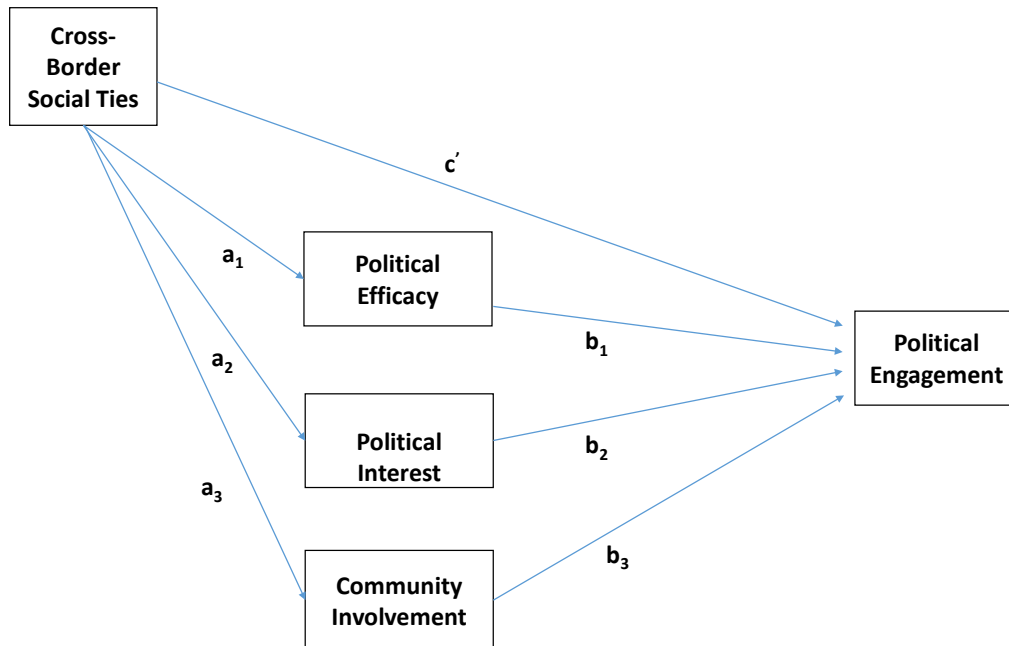 Cross-
Border
Social Ties
c′
a₁
Political
Efficacy
b₁
Political
Engagement
a₂
Political
Interest
b₂
a₃
Community
Involvement
b₃